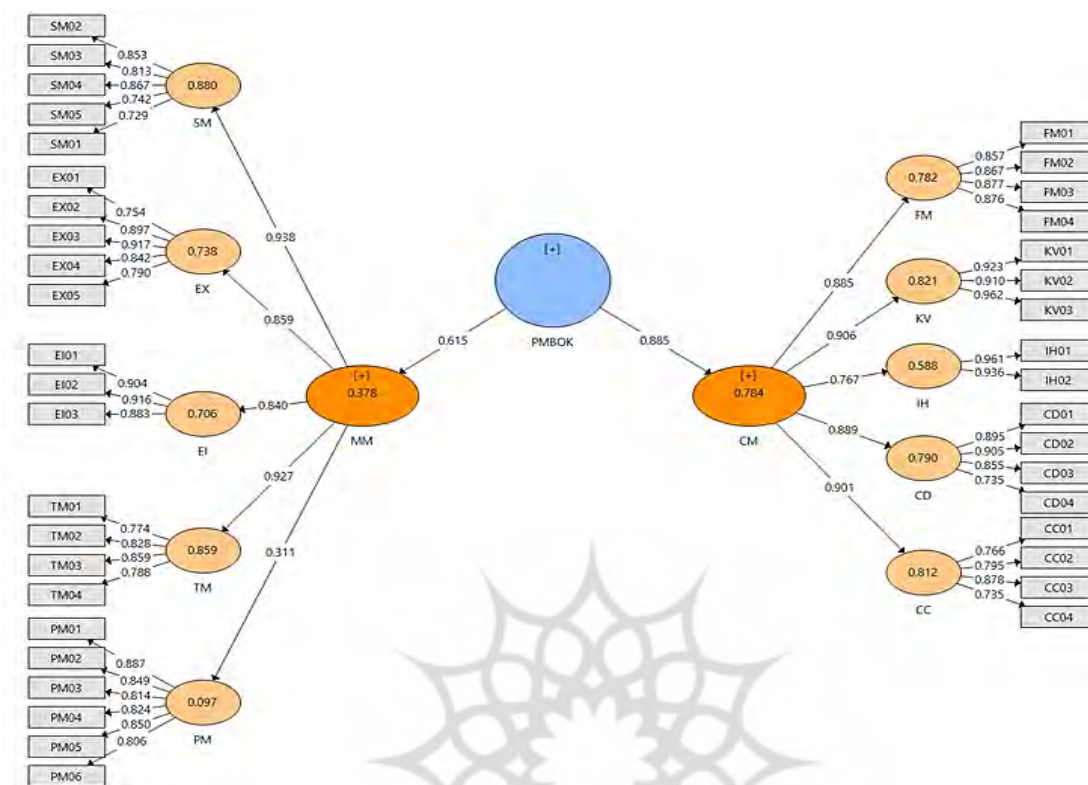 SM02
SM03
SM04
SM05
SM01
0.853
0.813
0.867
0.742
0.729
0.880
SM
EX01
EX02
EX03
EX04
EX05
0.754
0.897
0.917
0.842
0.790
0.738
EX
EI01
EI02
EI03
0.904
0.916
0.883
0.706
EI
TM01
TM02
TM03
TM04
0.774
0.828
0.859
0.788
0.859
TM
PM01
PM02
PM03
PM04
PM05
PM06
0.887
0.849
0.814
0.824
0.850
0.806
0.097
PM
0.938
0.859
0.840
0.927
0.311
[+]
0.378
MM
0.615
[+]
PMBOK
0.885
[+]
0.784
CM
0.885
0.906
0.767
0.889
0.901
0.782
FM
0.857
0.867
0.877
0.876
FM01
FM02
FM03
FM04
0.821
KV
0.923
0.910
0.962
KV01
KV02
KV03
0.588
IH
0.961
0.936
IH01
IH02
0.790
CD
0.895
0.905
0.855
0.735
CD01
CD02
CD03
CD04
0.812
CC
0.766
0.795
0.878
0.735
CC01
CC02
CC03
CC04